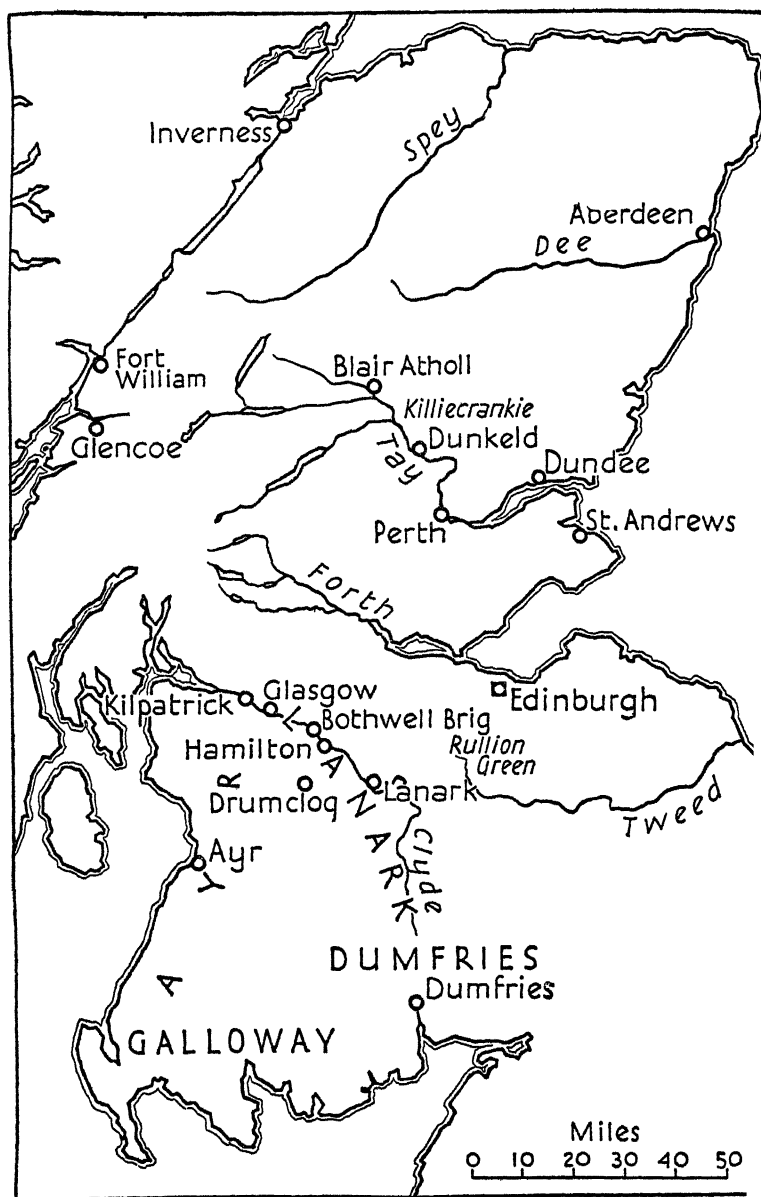 Inverness
Spey
Aberdeen
Dee
Fort
William
Blair Atholl
Killiecrankie
Glencoe
Dunkeld
Tay
Dundee
Perth
St. Andrews
Forth
Kilpatrick
Glasgow
Edinburgh
Bothwell Brig
Hamilton
Rullion
Green
LANARK
Drumclog
Lanark
Tweed
Clyde
Ayr
AYR
DUMFRIES
Dumfries
GALLOWAY
Miles
0 10 20 30 40 50